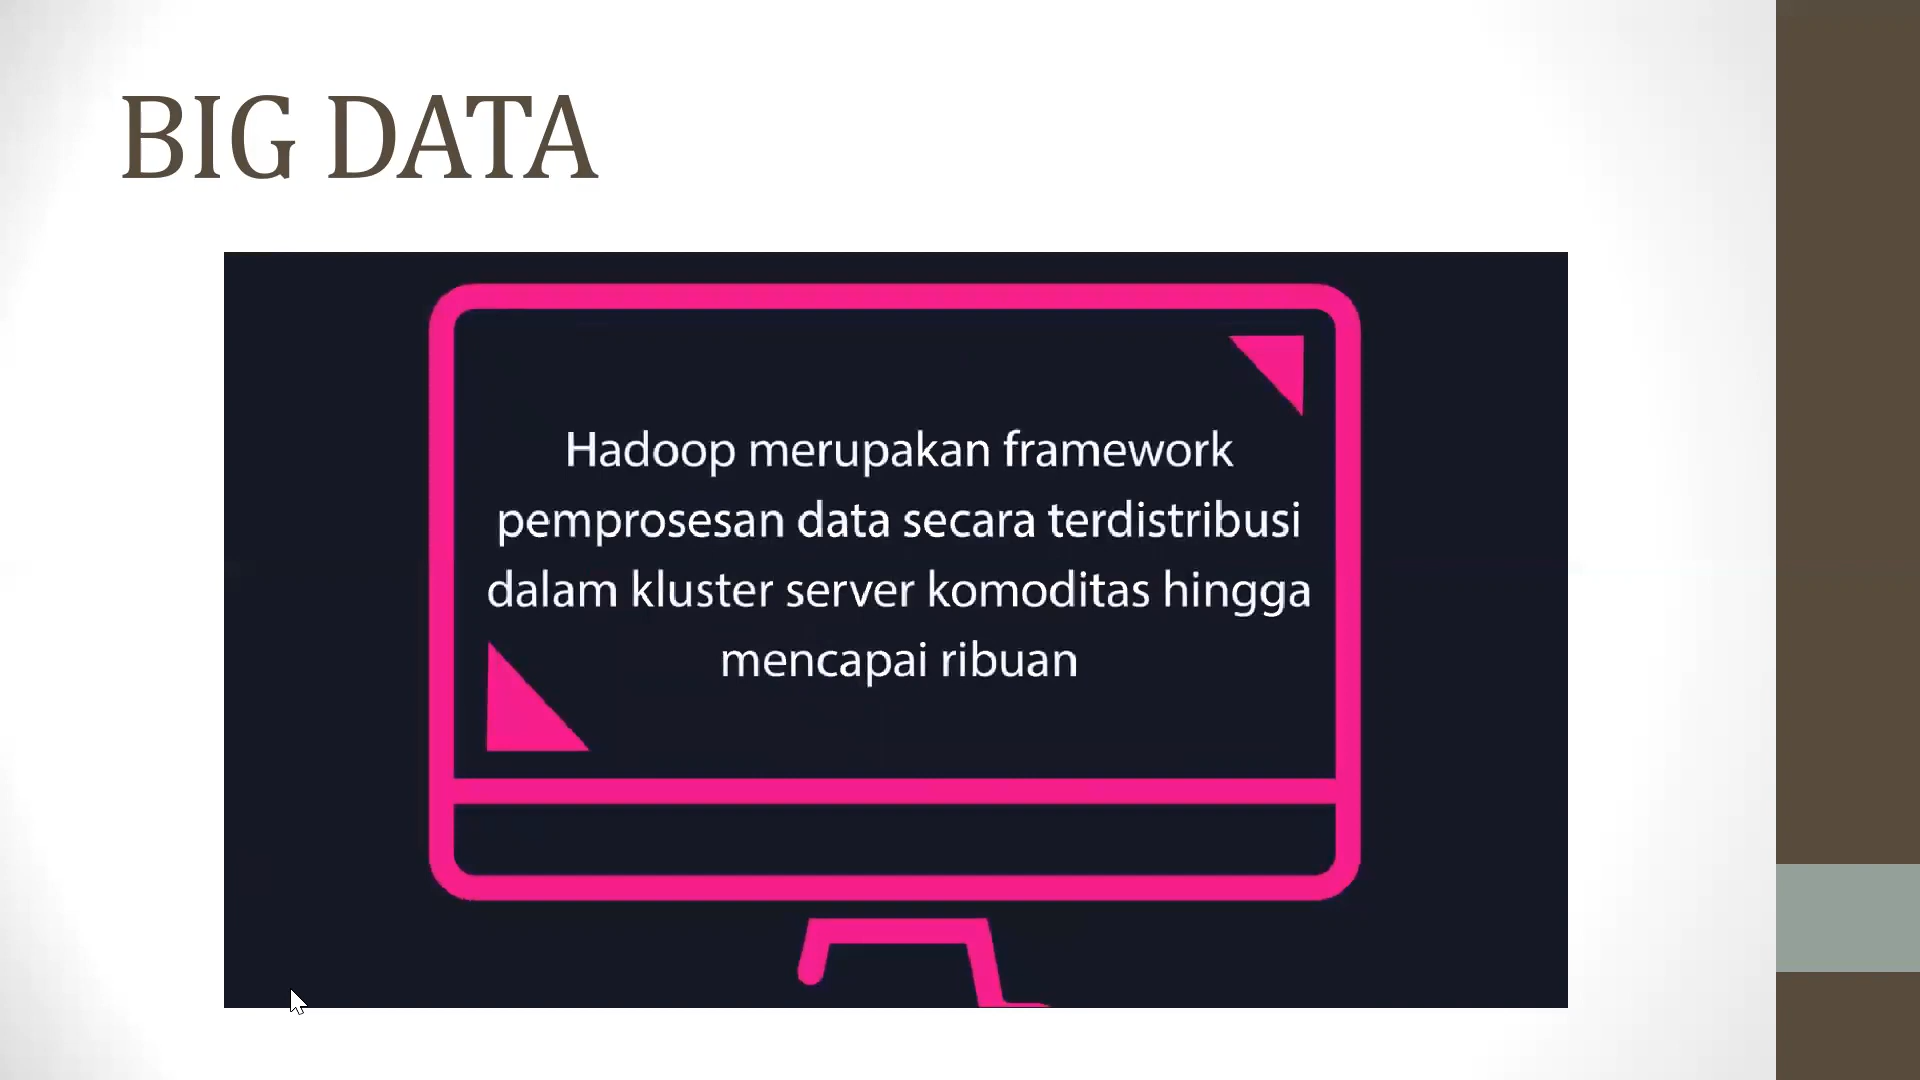 BIG DATA
Hadoop merupakan framework
pemprosesan data secara terdistribusi
dalam kluster server komoditas hingga
mencapai ribuan